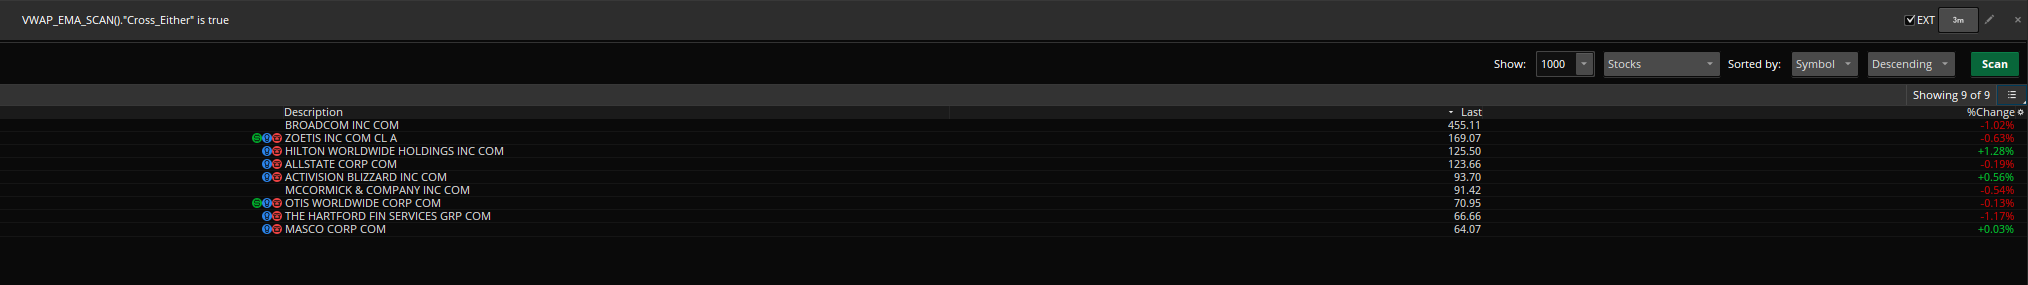 VWAP_EMA_SCAN()."Cross_Either" is true EXT 3m
Show: 1000 Stocks Sorted by: Symbol Descending Scan
Showing 9 of 9
Description Last %Change
BROADCOM INC COM 455.11 -1.02%
ZOETIS INC COM CL A 169.07 -0.63%
HILTON WORLDWIDE HOLDINGS INC COM 125.50 +1.28%
ALLSTATE CORP COM 123.66 -0.19%
ACTIVISION BLIZZARD INC COM 93.70 +0.56%
MCCORMICK & COMPANY INC COM 91.42 -0.54%
OTIS WORLDWIDE CORP COM 70.95 -0.13%
THE HARTFORD FIN SERVICES GRP COM 66.66 -1.17%
MASCO CORP COM 64.07 +0.03%